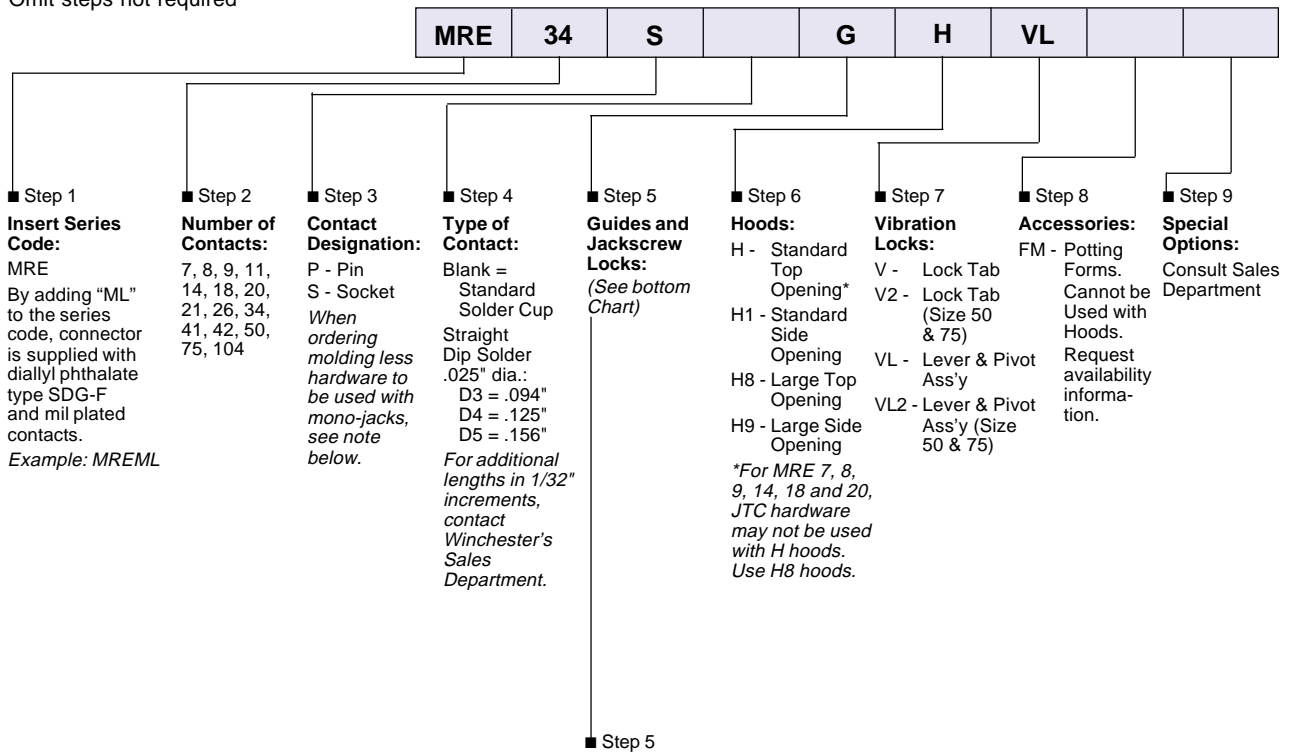 Omit steps not required
MRE 34 S G H VL
■ Step 1
Insert Series
Code:
MRE
By adding “ML”
to the series
code, connector
is supplied with
diallyl phthalate
type SDG-F
and mil plated
contacts.
Example: MREML
■ Step 2
Number of
Contacts:
7, 8, 9, 11,
14, 18, 20,
21, 26, 34,
41, 42, 50,
75, 104
■ Step 3
Contact
Designation:
P - Pin
S - Socket
When
ordering
molding less
hardware to
be used with
mono-jacks,
see note
below.
■ Step 4
Type of
Contact:
Blank =
Standard
Solder Cup
Straight
Dip Solder
.025" dia.:
D3 = .094"
D4 = .125"
D5 = .156"
For additional
lengths in 1/32"
increments,
contact
Winchester’s
Sales
Department.
■ Step 5
Guides and
Jackscrew
Locks:
(See bottom
Chart)
■ Step 6
Hoods:
H - Standard
Top
Opening*
H1 - Standard
Side
Opening
H8 - Large Top
Opening
H9 - Large Side
Opening
*For MRE 7, 8,
9, 14, 18 and 20,
JTC hardware
may not be used
with H hoods.
Use H8 hoods.
■ Step 7
Vibration
Locks:
V - Lock Tab
V2 - Lock Tab
(Size 50
& 75)
VL - Lever & Pivot
Ass’y
VL2 - Lever & Pivot
Ass’y (Size
50 & 75)
■ Step 8
Accessories:
FM - Potting
Forms.
Cannot be
Used with
Hoods.
Request
availability
informa-
tion.
■ Step 9
Special
Options:
Consult Sales
Department
■ Step 5